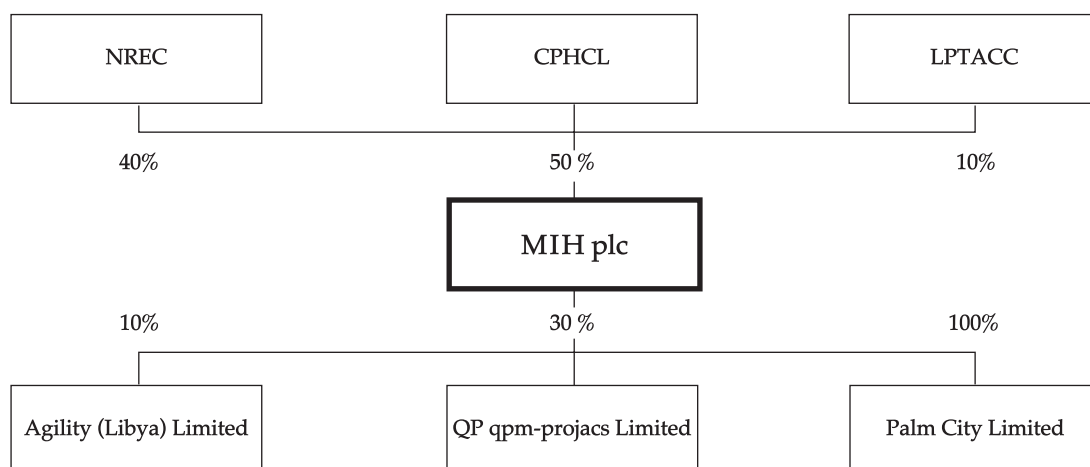 NREC
CPHCL
LPTACC
40%
50 %
10%
MIH plc
10%
30 %
100%
Agility (Libya) Limited
QP qpm-projacs Limited
Palm City Limited